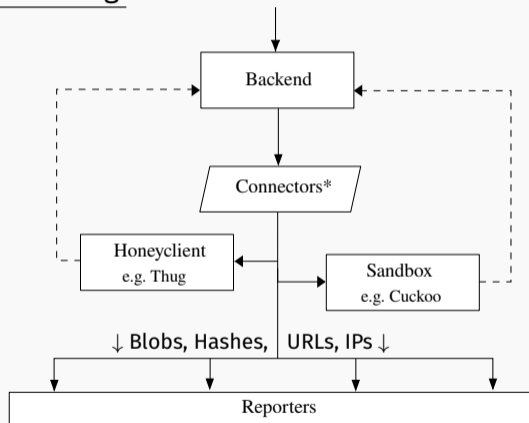 Backend
Connectors*
Honeyclient
e.g. Thug
Sandbox
e.g. Cuckoo
↓ Blobs, Hashes, URLs, IPs ↓
Reporters